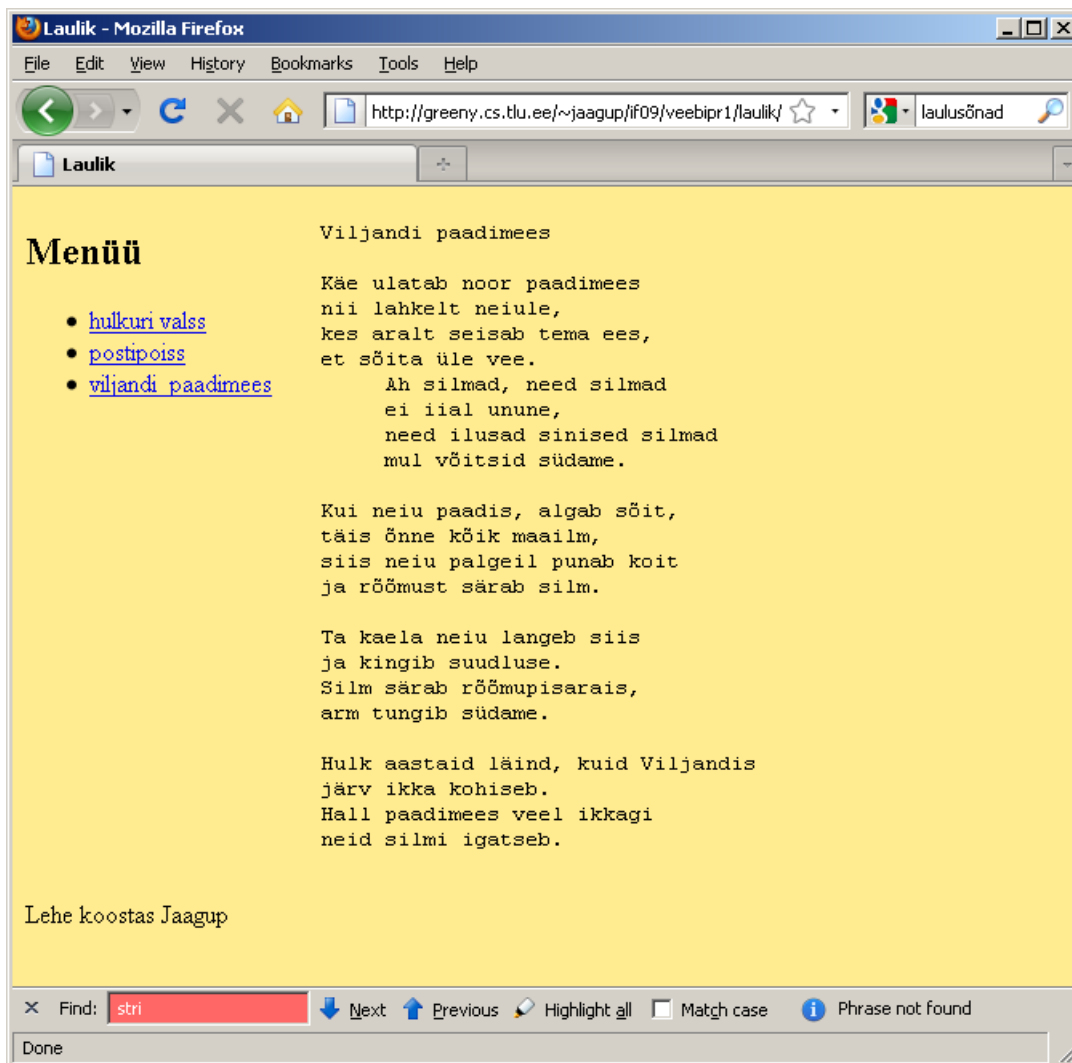 Laulik - Mozilla Firefox
File Edit View History Bookmarks Tools Help
http://greeny.cs.tlu.ee/~jaagup/if09/veebipr1/laulik/ laulusõnad
Laulik
Menüü
hulkuri valss
postipoiss
viljandi paadimees
Viljandi paadimees
Käe ulatab noor paadimees
nii lahkelt neiule,
kes aralt seisab tema ees,
et sõita üle vee.
Ah silmad, need silmad
ei iial unune,
need ilusad sinised silmad
mul võitsid südame.
Kui neiu paadis, algab sõit,
täis õnne kõik maailm,
siis neiu palgeil punab koit
ja rõõmust särab silm.
Ta kaela neiu langeb siis
ja kingib suudluse.
Silm särab rõõmupisarais,
arm tungib südame.
Hulk aastaid läind, kuid Viljandis
järv ikka kohiseb.
Hall paadimees veel ikkagi
neid silmi igatseb.
Lehe koostas Jaagup
Find: stri Next Previous Highlight all Match case Phrase not found
Done